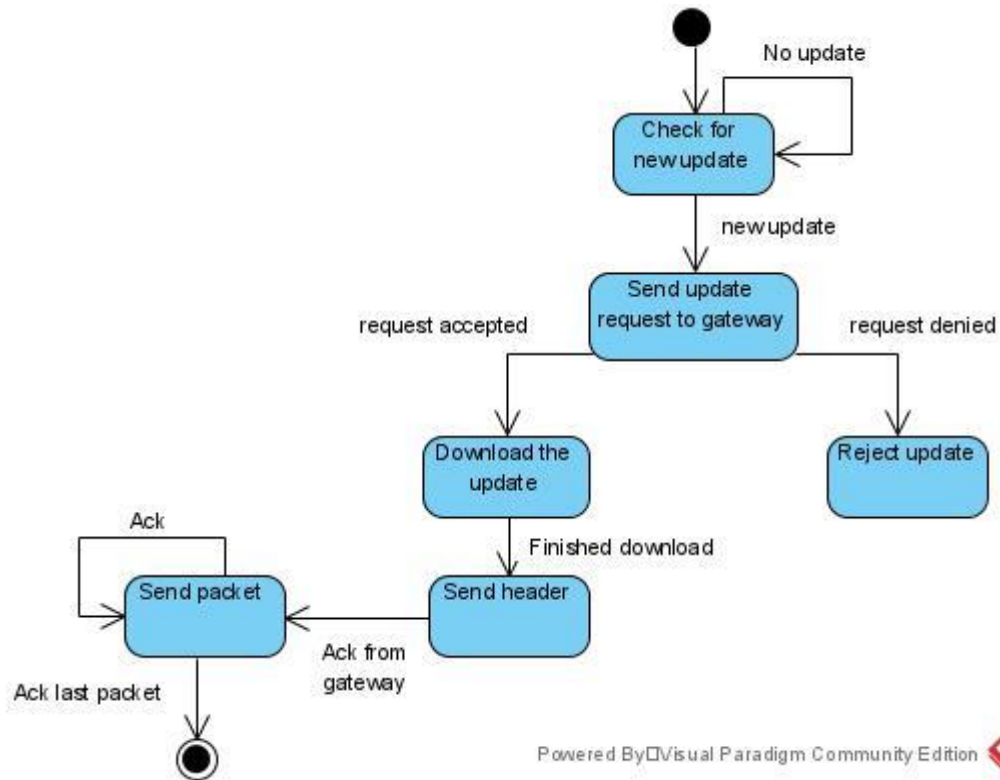 No update
Check for
new update
new update
Send update
request to gateway
request accepted
request denied
Download the
update
Reject update
Ack
Finished download
Send packet
Send header
Ack from
gateway
Ack last packet
Powered By□Visual Paradigm Community Edition